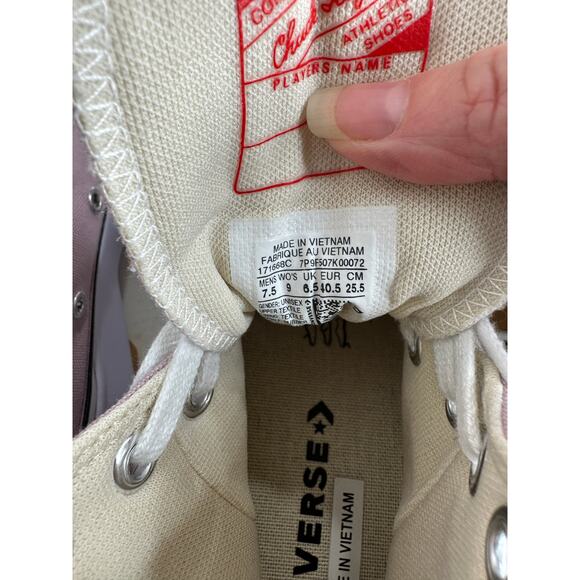 Chuck
ATHLETIC
SHOES
PLAYERS NAME
MADE IN VIETNAM
FABRIQUE AU VIETNAM
171668C 7P9F507K00072
MENS WO'S UK EUR CM
7.5 9 6.5 40.5 25.5
GENDER: UNISEX
UPPER: TEXTILE
VERSE
E IN VIETNAM